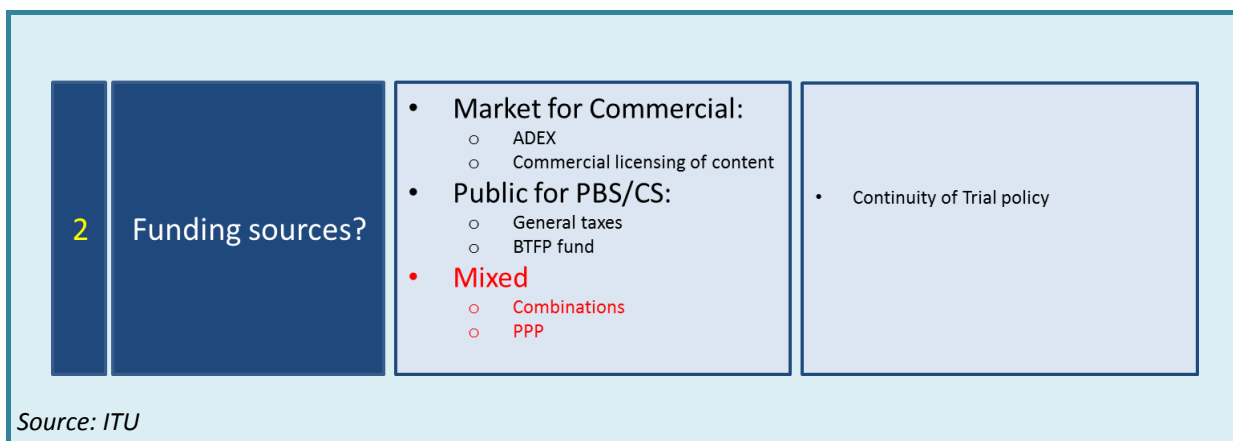 2
Funding sources?
• Market for Commercial:
o ADEX
o Commercial licensing of content
• Public for PBS/CS:
o General taxes
o BTFP fund
• Mixed
o Combinations
o PPP
• Continuity of Trial policy
Source: ITU